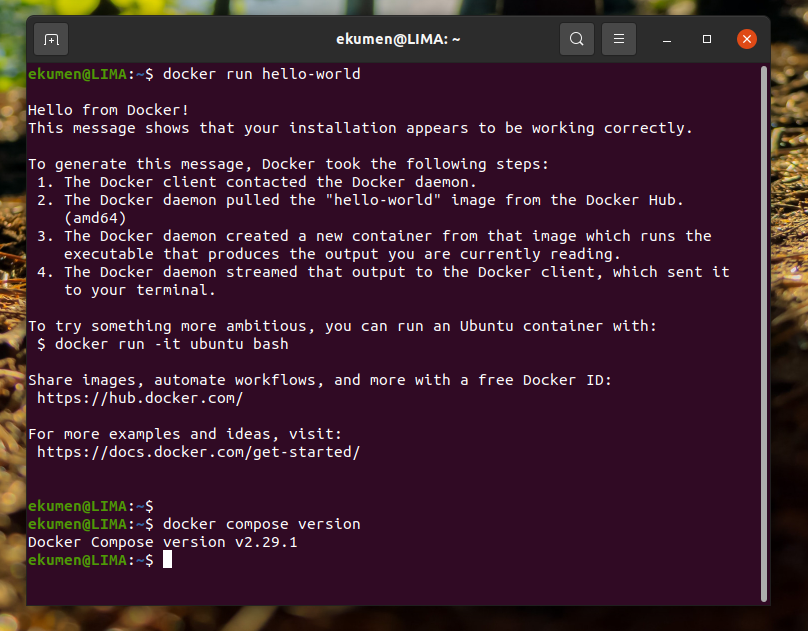 ekumen@LIMA: ~
ekumen@LIMA:~$ docker run hello-world
Hello from Docker!
This message shows that your installation appears to be working correctly.
To generate this message, Docker took the following steps:
 1. The Docker client contacted the Docker daemon.
 2. The Docker daemon pulled the "hello-world" image from the Docker Hub.
    (amd64)
 3. The Docker daemon created a new container from that image which runs the
    executable that produces the output you are currently reading.
 4. The Docker daemon streamed that output to the Docker client, which sent it
    to your terminal.
To try something more ambitious, you can run an Ubuntu container with:
 $ docker run -it ubuntu bash
Share images, automate workflows, and more with a free Docker ID:
 https://hub.docker.com/
For more examples and ideas, visit:
 https://docs.docker.com/get-started/
ekumen@LIMA:~$
ekumen@LIMA:~$ docker compose version
Docker Compose version v2.29.1
ekumen@LIMA:~$